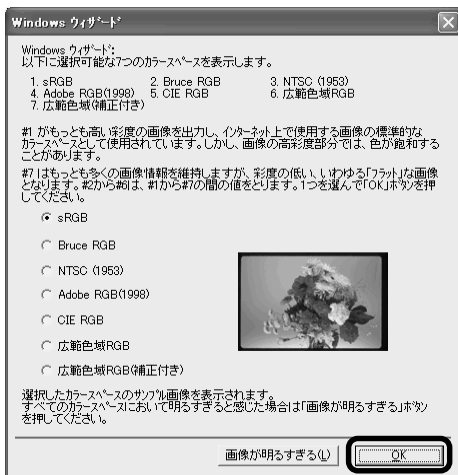 Windows ウィザード
Windows ウィザード:
以下に選択可能な7つのカラースペースを表示します。
1. sRGB 2. Bruce RGB 3. NTSC (1953)
4. Adobe RGB(1998) 5. CIE RGB 6. 広範色域RGB
7. 広範色域(補正付き)
#1 がもっとも高い彩度の画像を出力し、インターネット上で使用する画像の標準的な
カラースペースとして使用されています。しかし、画像の高彩度部分では、色が飽和する
ことがあります。
#7 はもっとも多くの画像情報を維持しますが、彩度の低い、いわゆる「フラット」な画像
となります。#2から#6は、#1から#7の間の値をとります。1つを選んで「OK」ボタンを押
してください。
sRGB
Bruce RGB
NTSC (1953)
Adobe RGB(1998)
CIE RGB
広範色域RGB
広範色域RGB(補正付き)
選択したカラースペースのサンプル画像を表示されます。
すべてのカラースペースにおいて明るすぎると感じた場合は「画像が明るすぎる」ボタン
を押してください。
画像が明るすぎる(L) OK